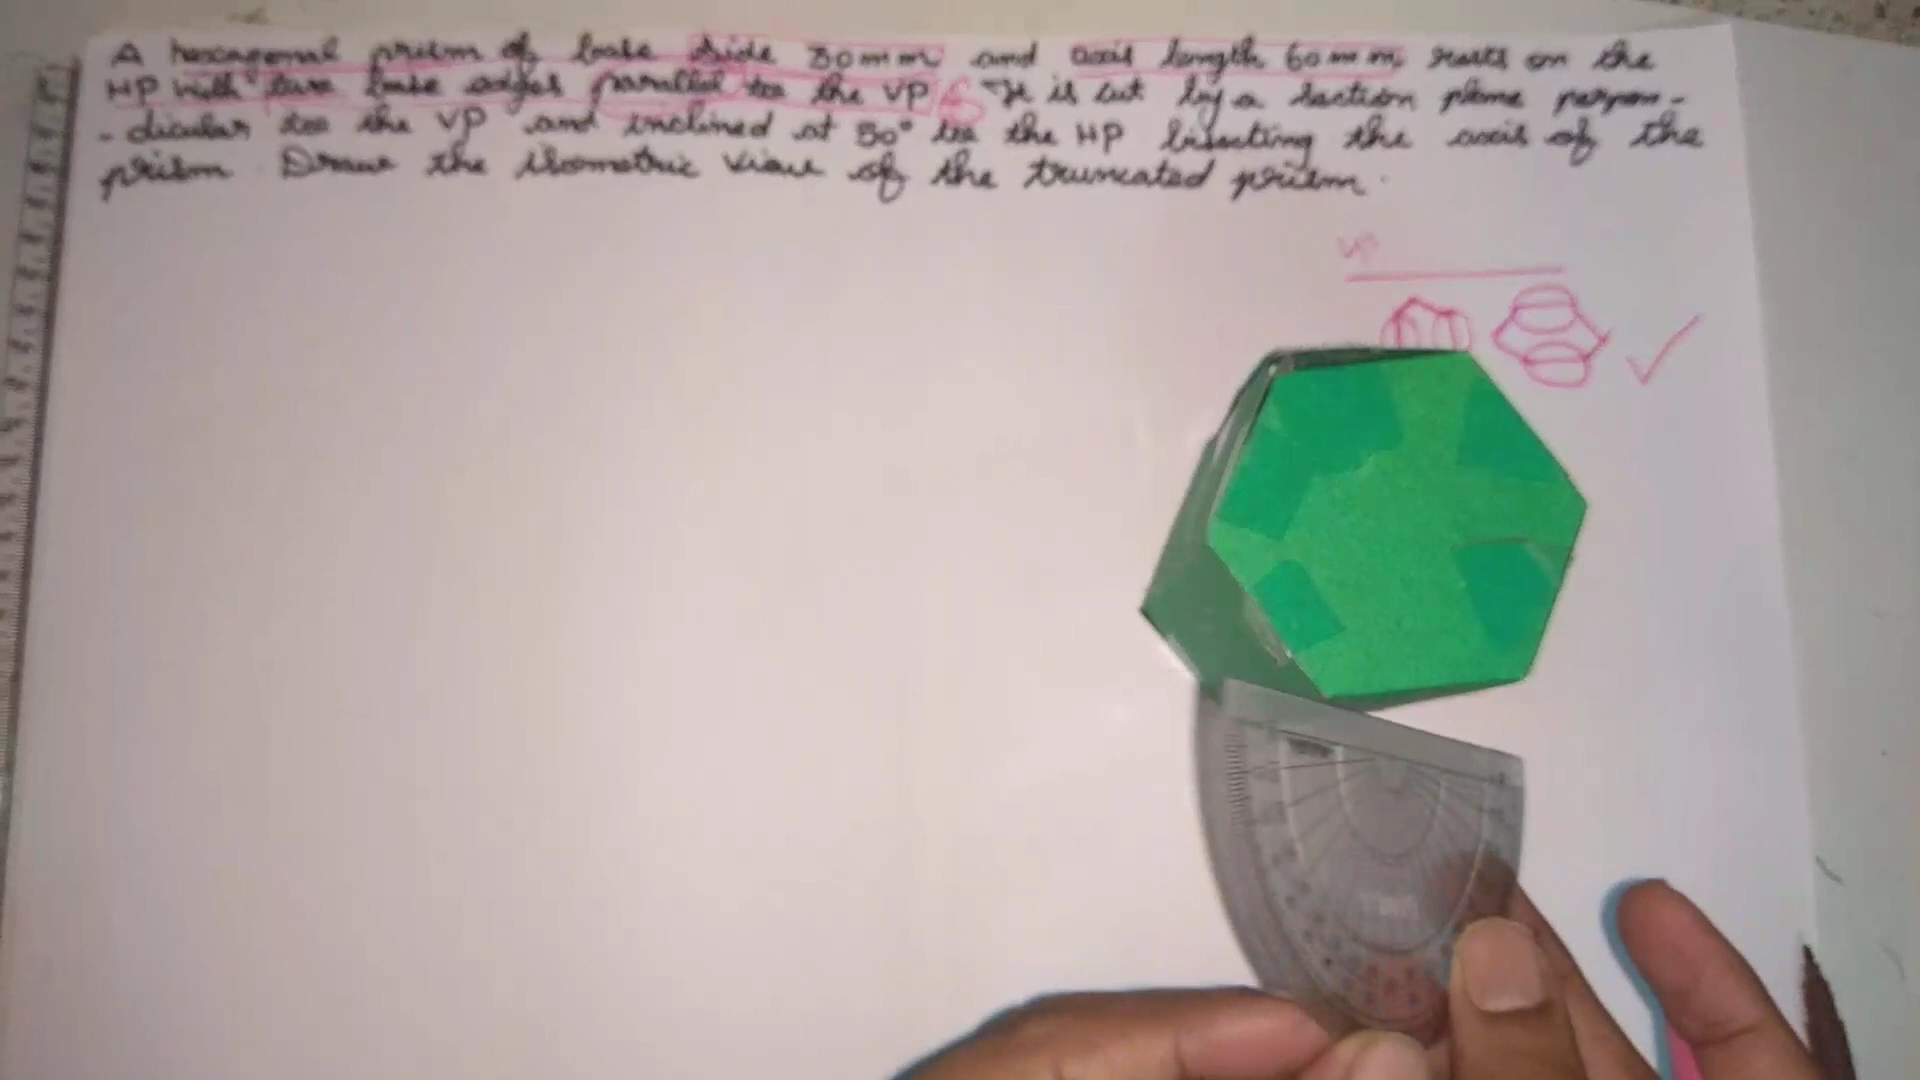 A hexagonal prism of base side 30mm and axis length 60mm rests on the
HP with two base edges parallel to the VP. It is cut by a section plane perpen-
- dicular to the VP and inclined at 50° to the HP bisecting the axis of the
prism. Draw the isometric view of the truncated prism.
VP